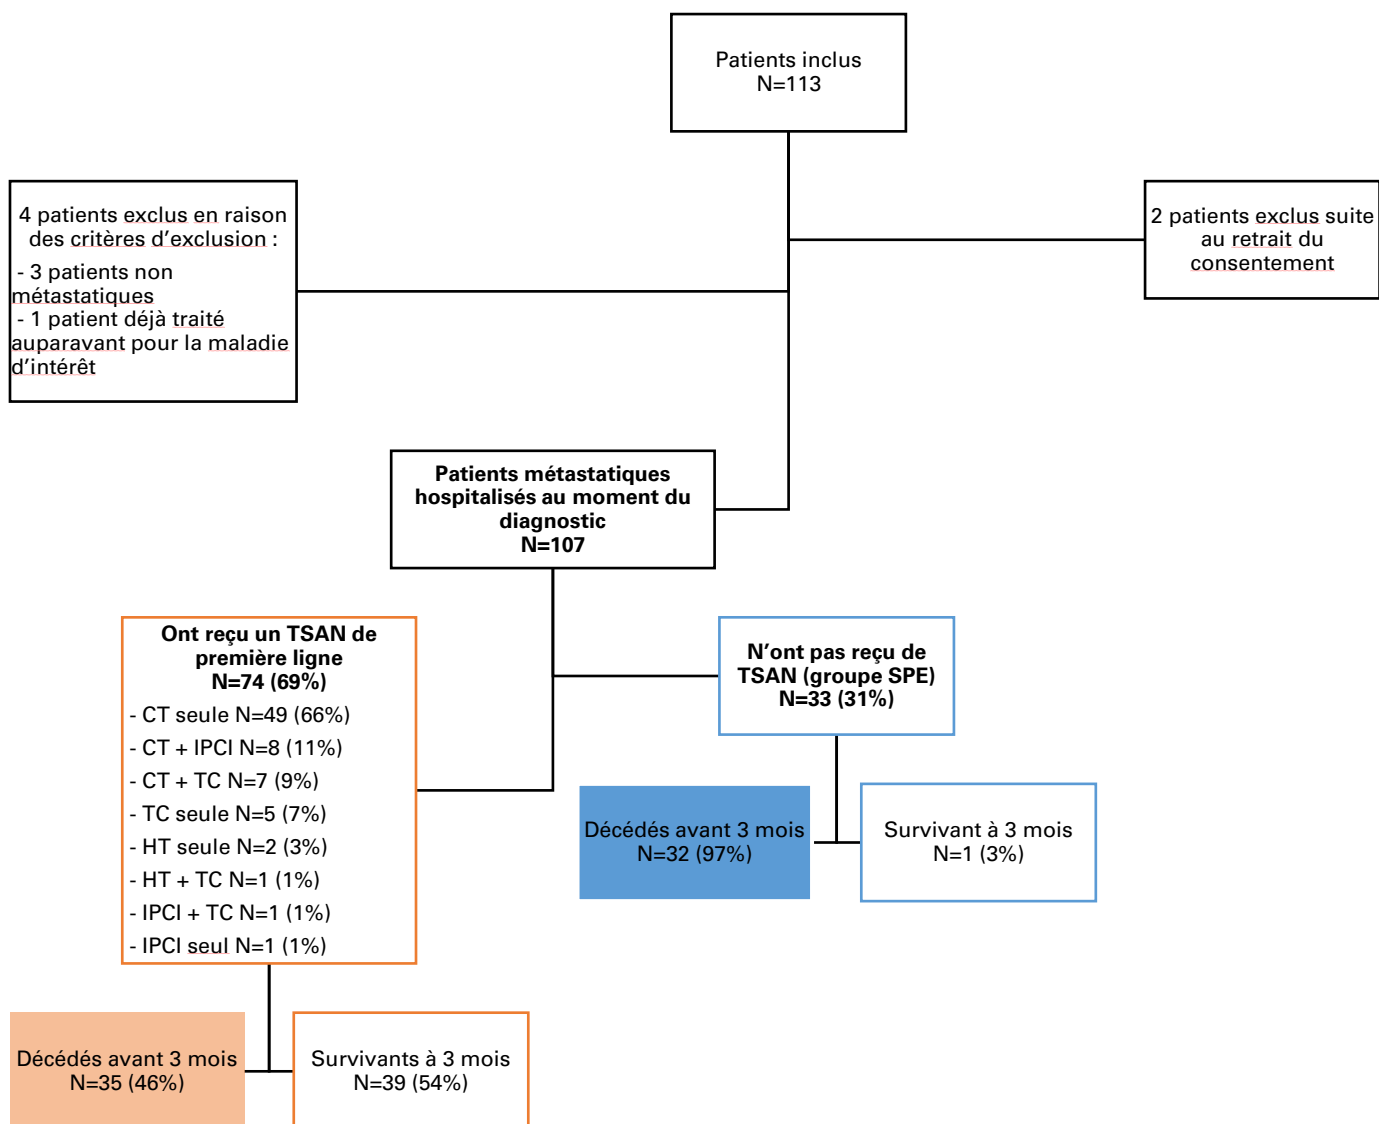 Patients inclus
N=113
4 patients exclus en raison
des critères d'exclusion :
- 3 patients non
métastatiques
- 1 patient déjà traité
auparavant pour la maladie
d'intérêt
2 patients exclus suite
au retrait du
consentement
Patients métastatiques
hospitalisés au moment du
diagnostic
N=107
Ont reçu un TSAN de
première ligne
N=74 (69%)
- CT seule N=49 (66%)
- CT + IPCI N=8 (11%)
- CT + TC N=7 (9%)
- TC seule N=5 (7%)
- HT seule N=2 (3%)
- HT + TC N=1 (1%)
- IPCI + TC N=1 (1%)
- IPCI seul N=1 (1%)
N'ont pas reçu de
TSAN (groupe SPE)
N=33 (31%)
Décédés avant 3 mois
N=32 (97%)
Survivant à 3 mois
N=1 (3%)
Décédés avant 3 mois
N=35 (46%)
Survivants à 3 mois
N=39 (54%)